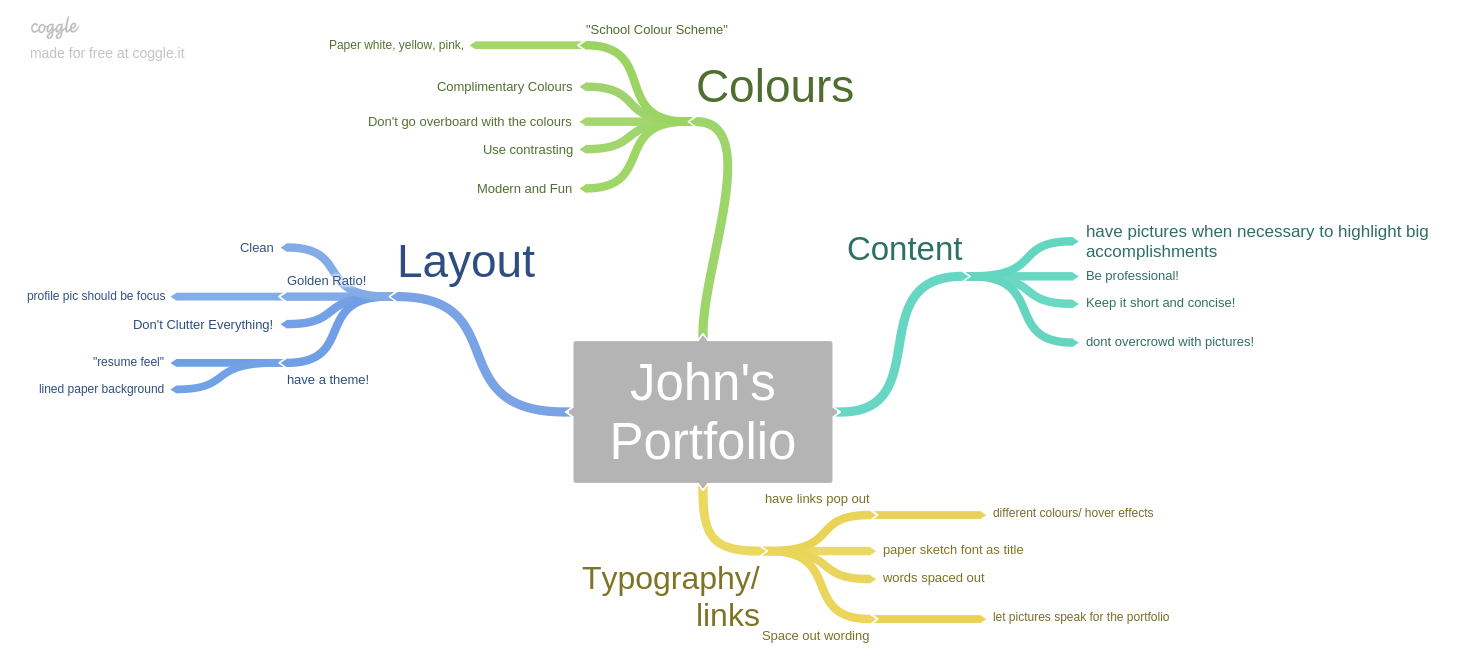 coggle
made for free at coggle.it
"School Colour Scheme"
Paper white, yellow, pink,
Colours
Complimentary Colours
Don't go overboard with the colours
Use contrasting
Modern and Fun
Layout
Clean
Golden Ratio!
profile pic should be focus
Don't Clutter Everything!
"resume feel"
have a theme!
lined paper background
Content
have pictures when necessary to highlight big
accomplishments
Be professional!
Keep it short and concise!
dont overcrowd with pictures!
John's
Portfolio
have links pop out
different colours/ hover effects
paper sketch font as title
words spaced out
Typography/
links
Space out wording
let pictures speak for the portfolio